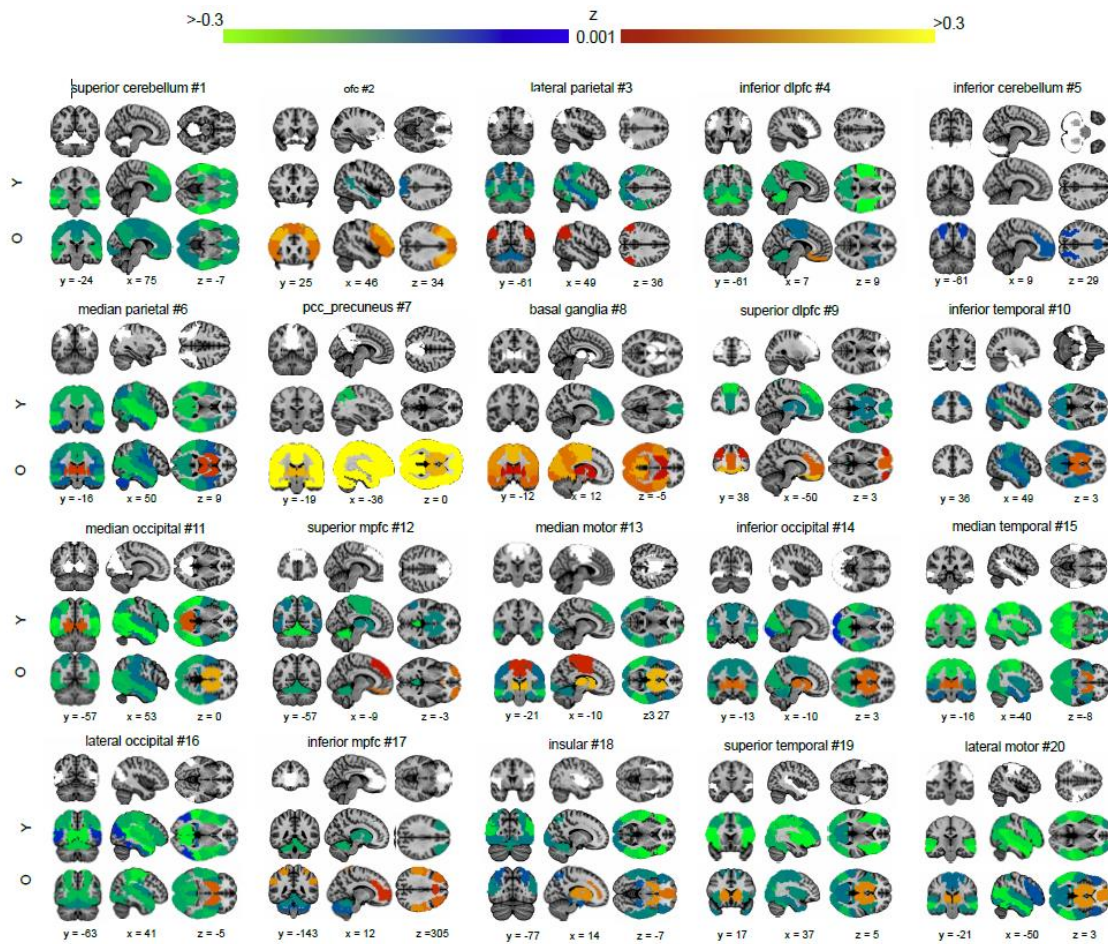 z
>-0.3 0.001 >0.3
superior cerebellum #1 ofc #2 lateral parietal #3 inferior dlpfc #4 inferior cerebellum #5
Y
O
y = -24 x = 75 z = -7 y = 25 x = 46 z = 34 y = -61 x = 49 z = 36 y = -61 x = 7 z = 9 y = -61 x = 9 z = 29
median parietal #6 pcc_precuneus #7 basal ganglia #8 superior dlpfc #9 inferior temporal #10
Y
O
y = -16 x = 50 z = 9 y = -19 x = -36 z = 0 y = -12 x = 12 z = -5 y = 38 x = -50 z = 3 y = 36 x = 49 z = 3
median occipital #11 superior mpfc #12 median motor #13 inferior occipital #14 median temporal #15
Y
O
y = -57 x = 53 z = 0 y = -57 x = -9 z = -3 y = -21 x = -10 z3 27 y = -13 x = -10 z = 3 y = -16 x = -40 z = -8
lateral occipital #16 inferior mpfc #17 insular #18 superior temporal #19 lateral motor #20
Y
O
y = -63 x = 41 z = -5 y = -143 x = 12 z=305 y = -77 x = 14 z = -7 y = 17 x = 37 z = 5 y = -21 x = -50 z = 3